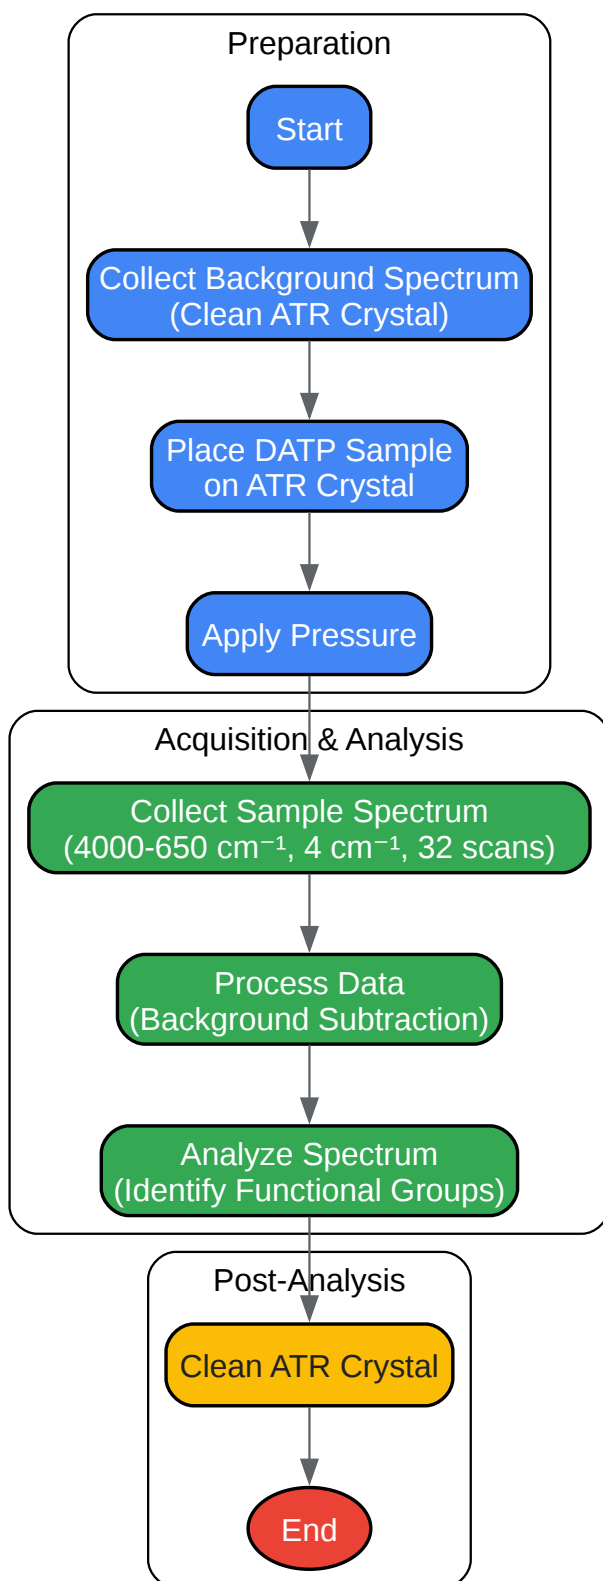 Preparation
Start
Collect Background Spectrum
(Clean ATR Crystal)
Place DATP Sample
on ATR Crystal
Apply Pressure
Acquisition & Analysis
Collect Sample Spectrum
(4000-650 cm⁻¹, 4 cm⁻¹, 32 scans)
Process Data
(Background Subtraction)
Analyze Spectrum
(Identify Functional Groups)
Post-Analysis
Clean ATR Crystal
End